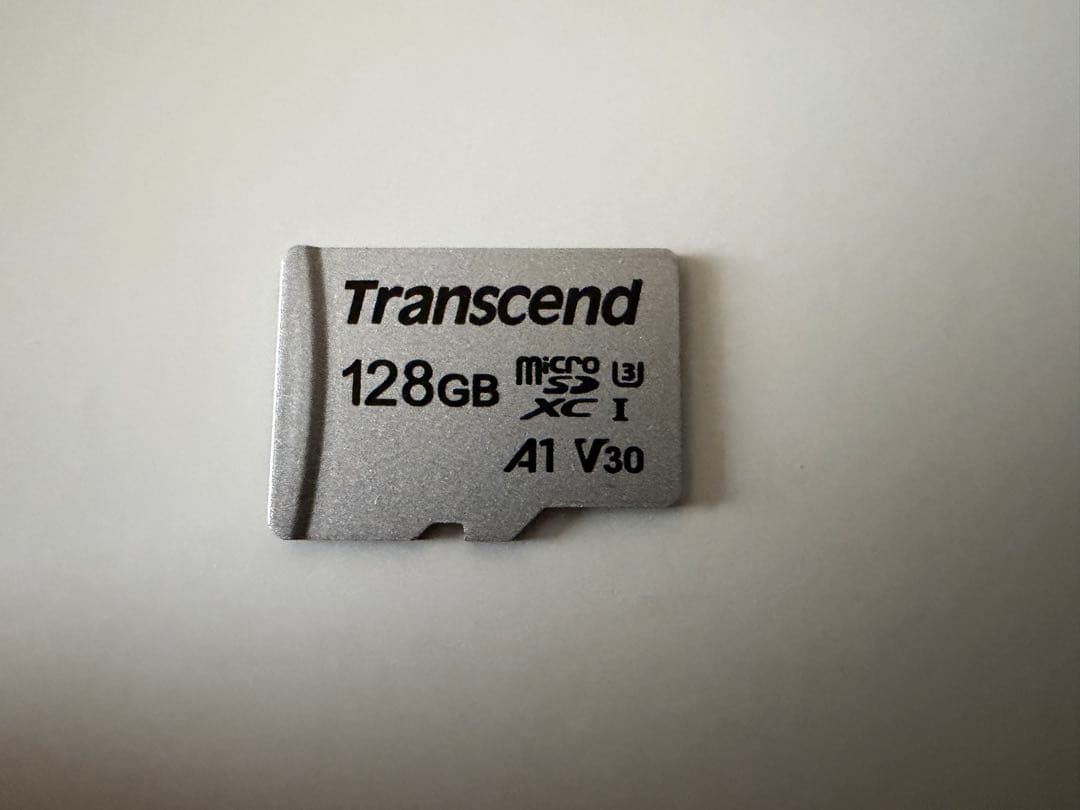 Transcend
128GB micro SD XC U3 I
A1 V30